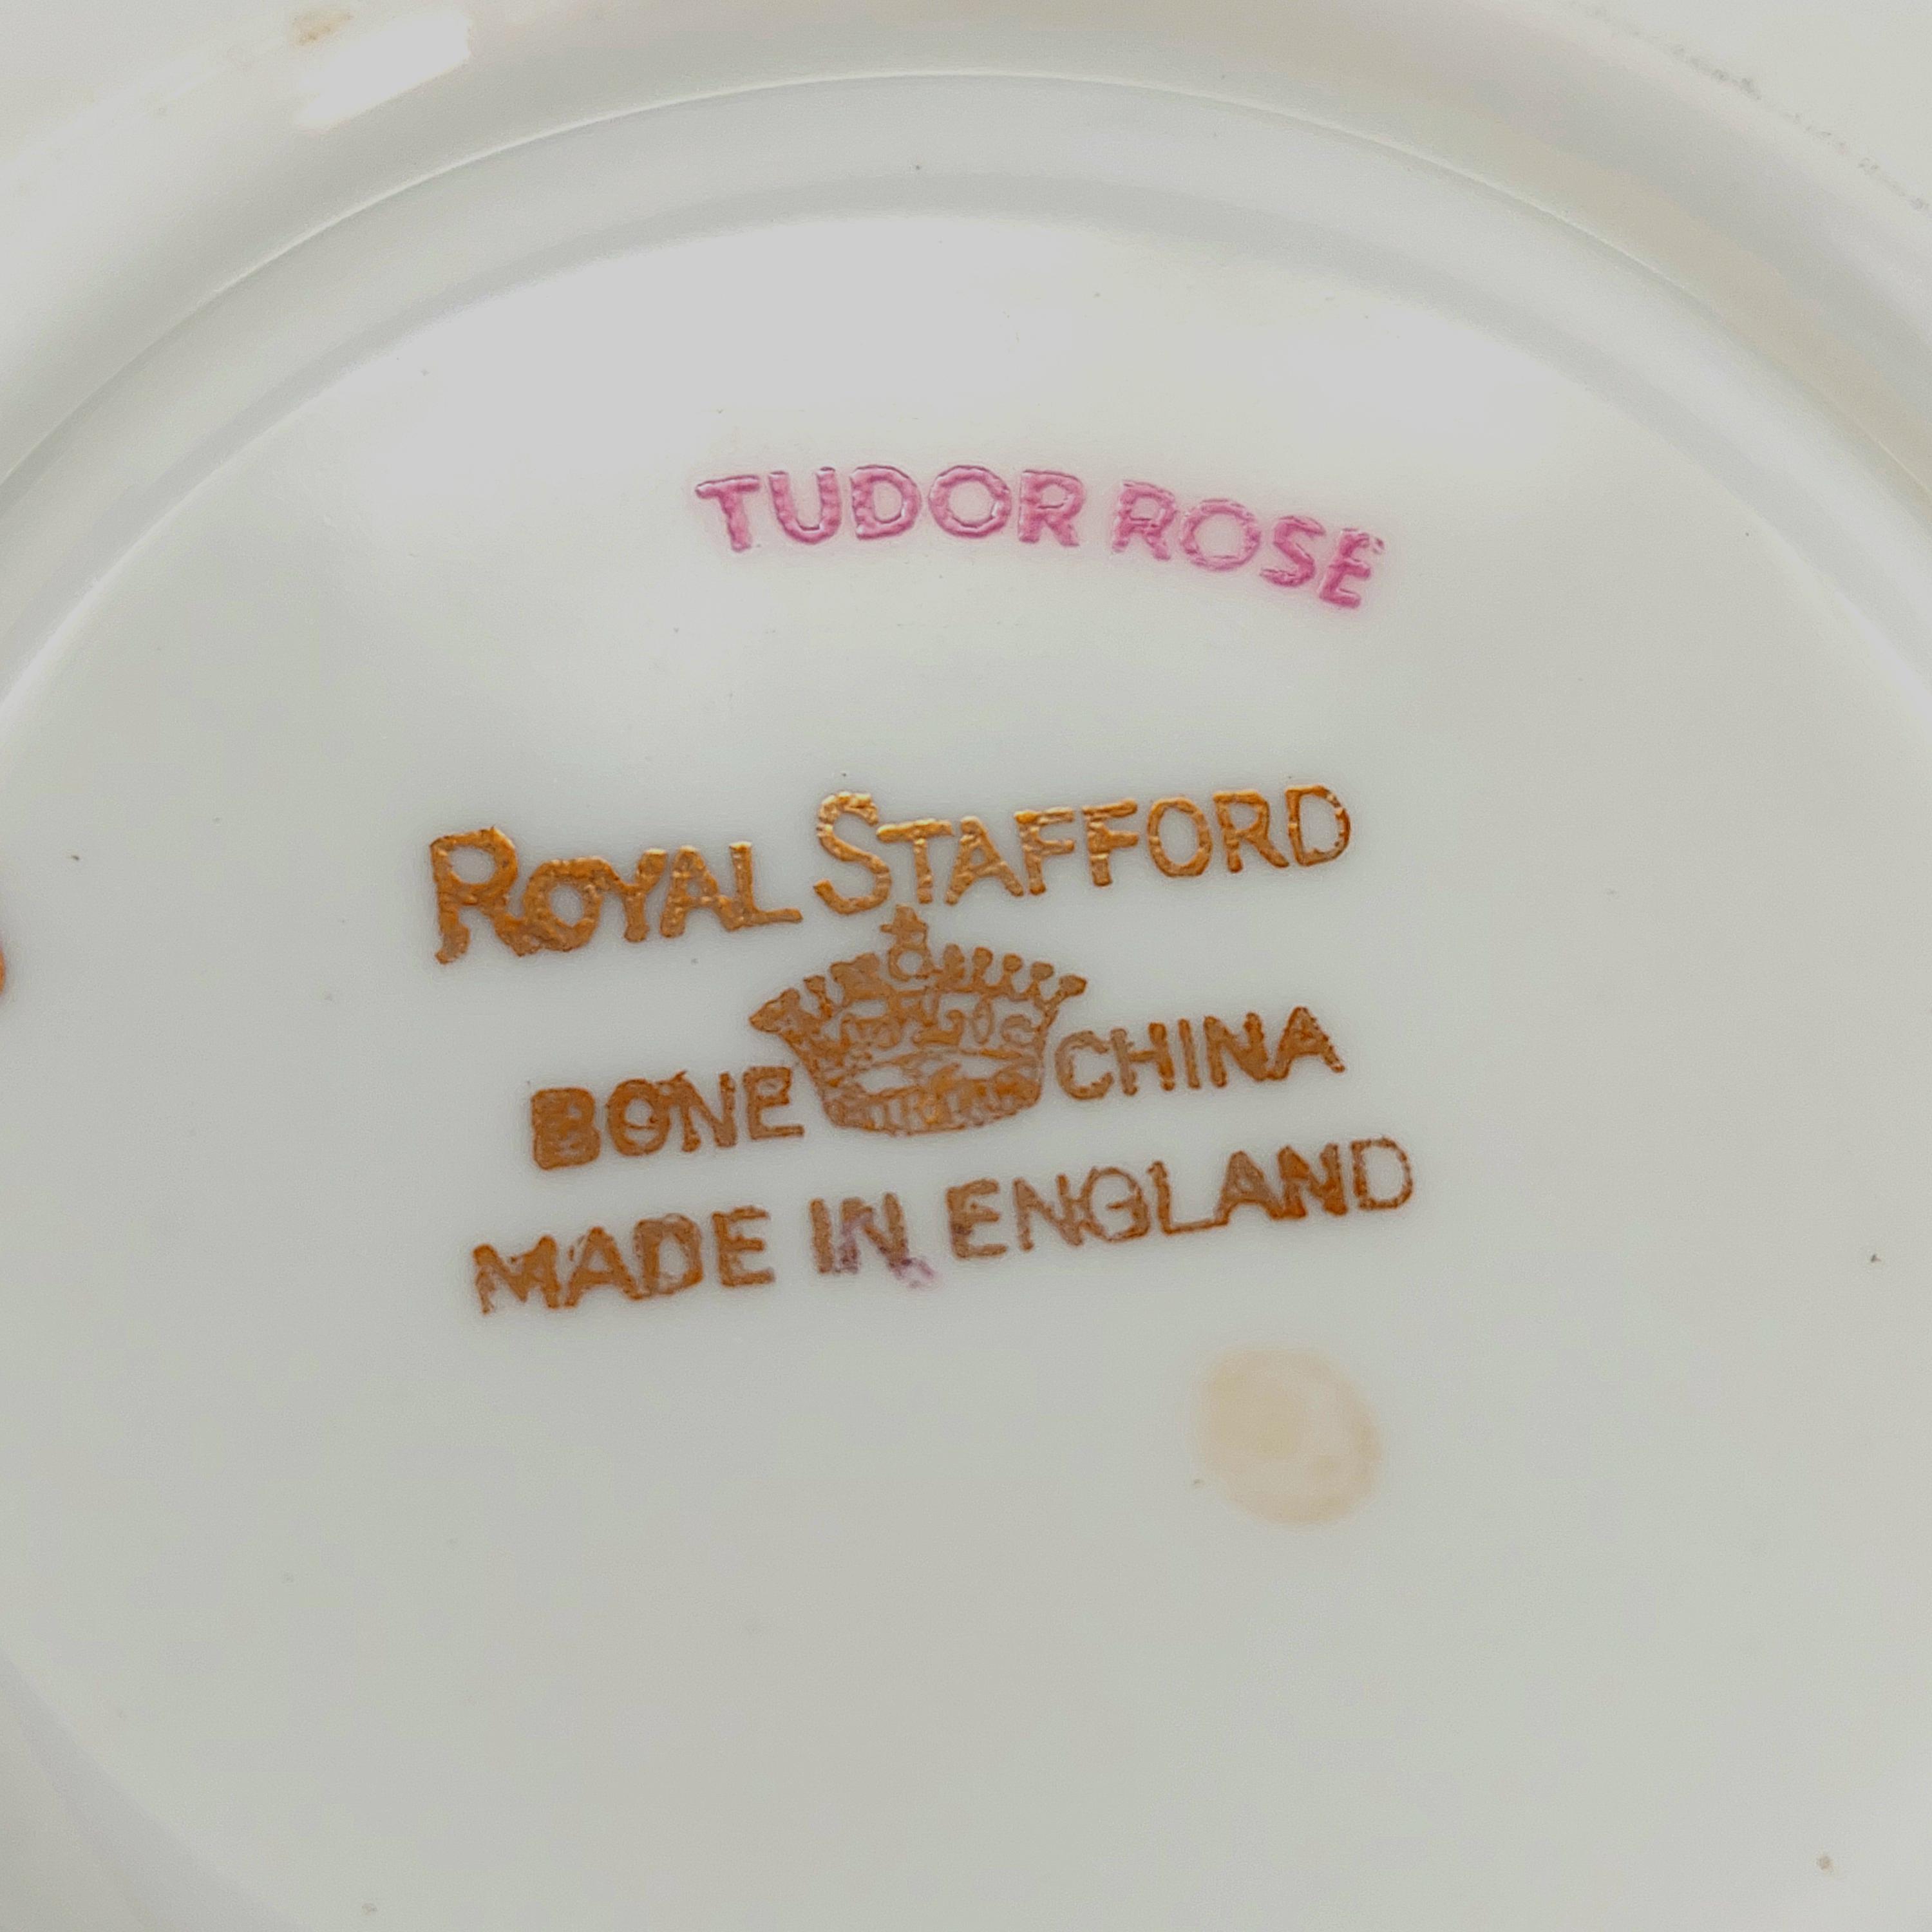 TUDOR ROSE
ROYAL STAFFORD
BONE CHINA
MADE IN ENGLAND